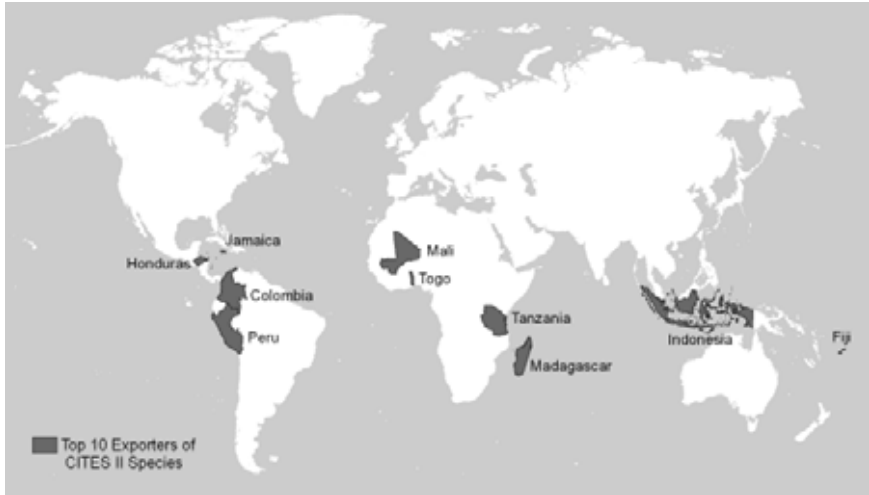 Jamaica
Honduras
Mali
Togo
Colombia
Tanzania
Peru
Indonesia
Fiji
Madagascar
Top 10 Exporters of
CITES II Species